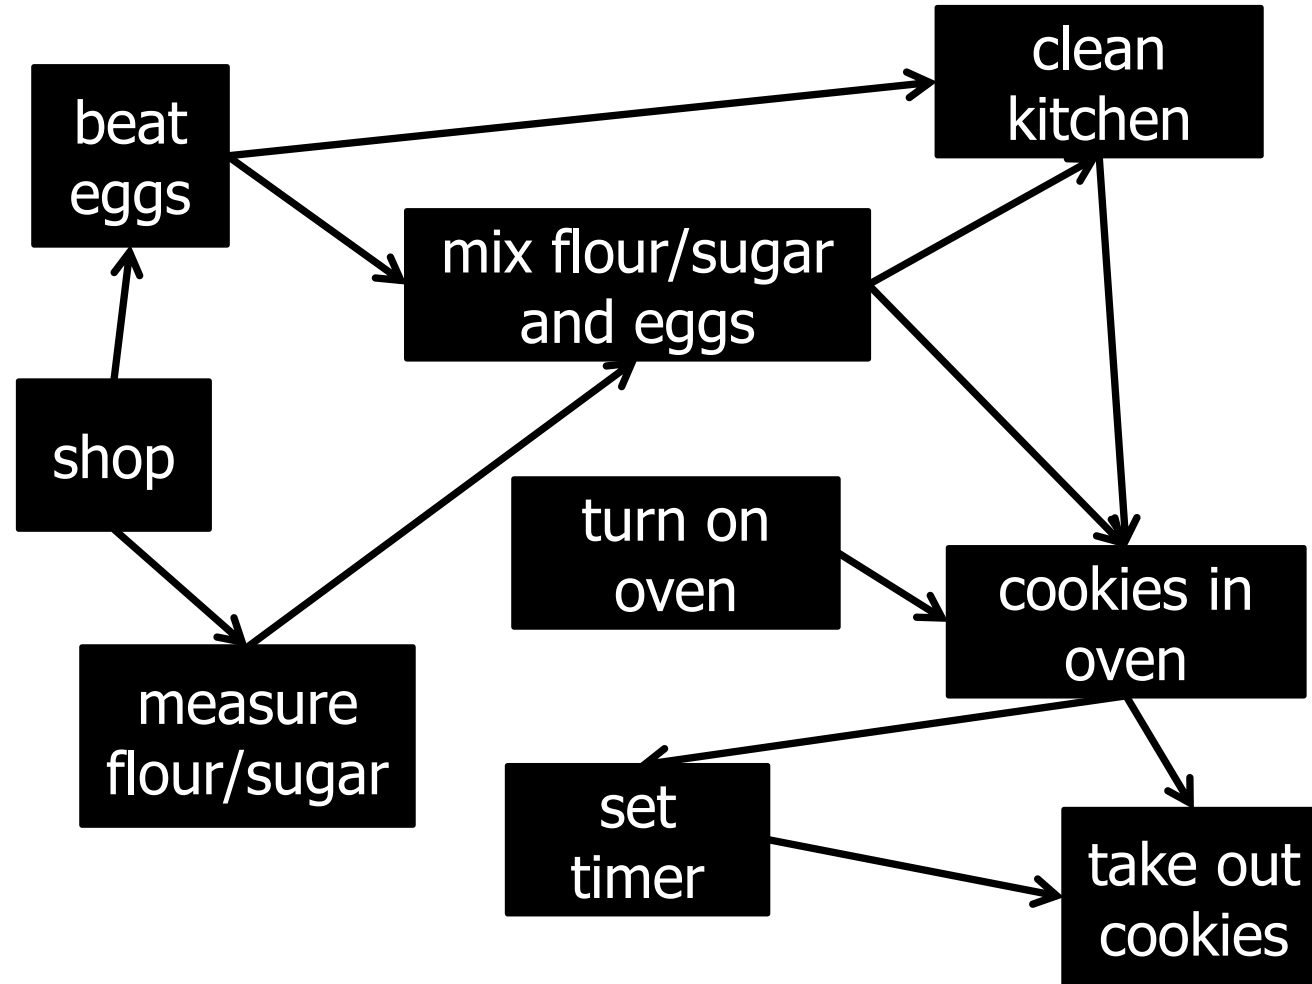 clean
kitchen
beat
eggs
mix flour/sugar
and eggs
shop
turn on
oven
cookies in
oven
measure
flour/sugar
set
timer
take out
cookies